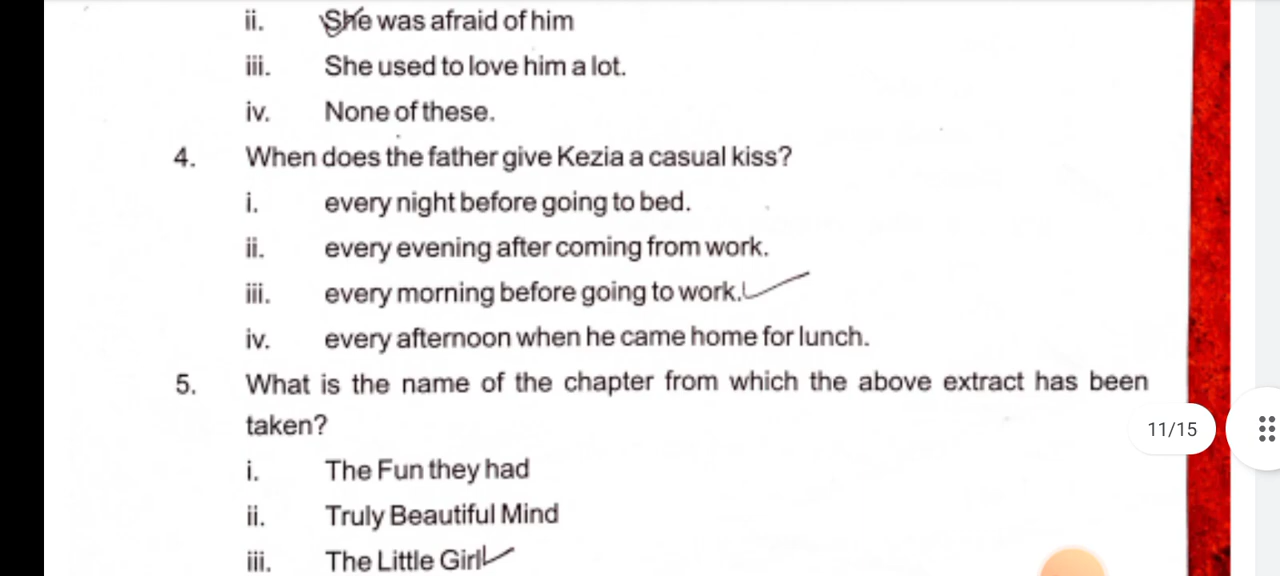 ii. She was afraid of him
iii. She used to love him a lot.
iv. None of these.
4. When does the father give Kezia a casual kiss?
i. every night before going to bed.
ii. every evening after coming from work.
iii. every morning before going to work.
iv. every afternoon when he came home for lunch.
5. What is the name of the chapter from which the above extract has been
taken?
11/15
i. The Fun they had
ii. Truly Beautiful Mind
iii. The Little Girl